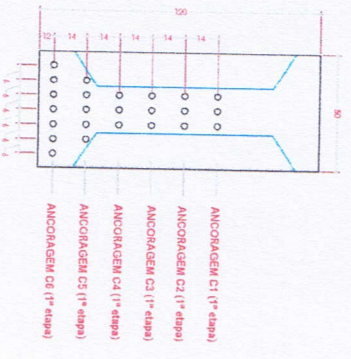 120
12
14
14
14
14
14
50
ANCORAGEM C6 (1ª etapa)
ANCORAGEM C5 (1ª etapa)
ANCORAGEM C4 (1ª etapa)
ANCORAGEM C3 (1ª etapa)
ANCORAGEM C2 (1ª etapa)
ANCORAGEM C1 (1ª etapa)